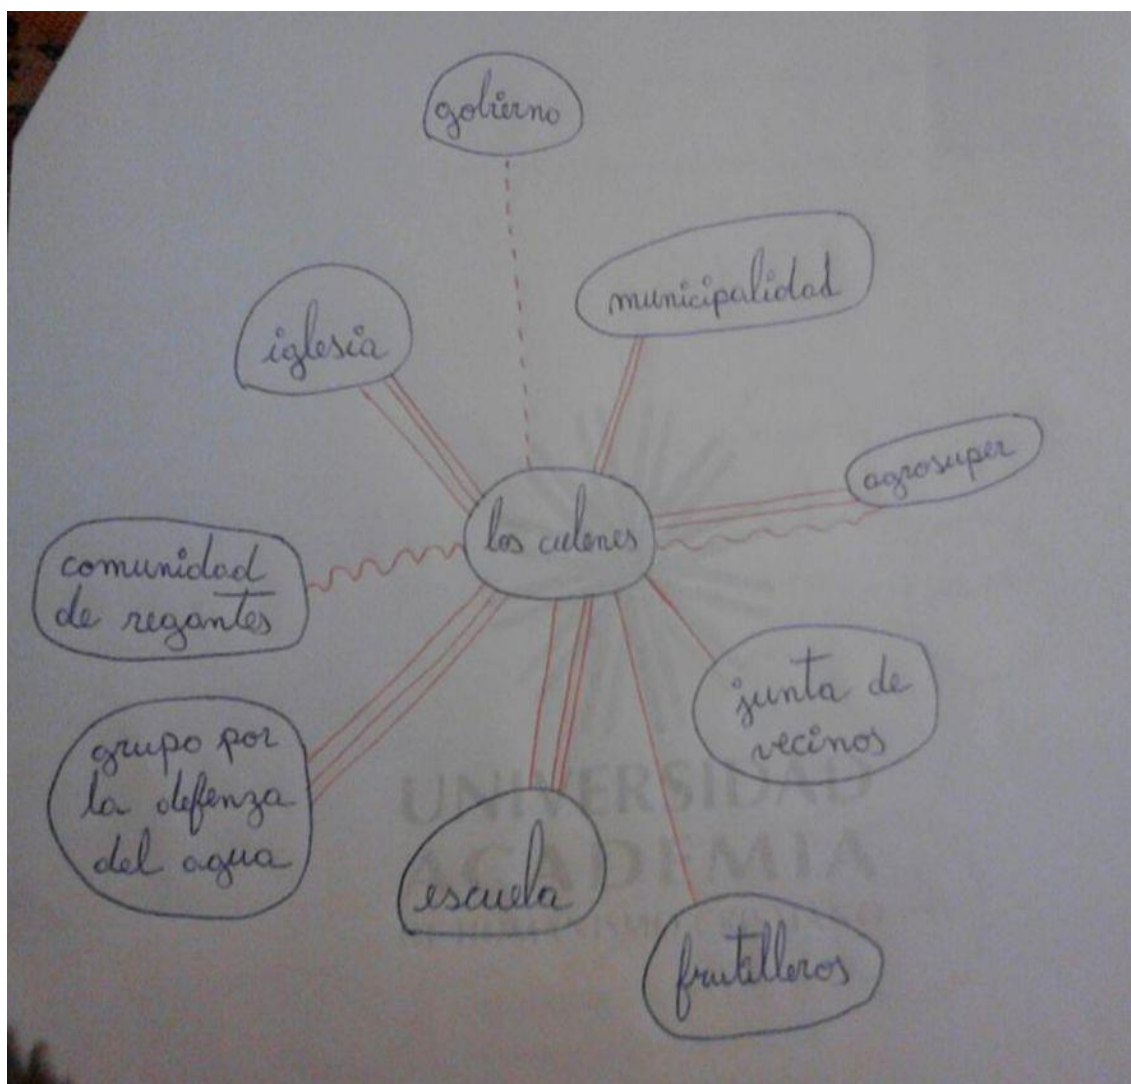 gobierno
municipalidad
iglesia
agrosuper
los culenes
comunidad
de regantes
junta de
vecinos
grupo por
la defenza
del agua
escuela
frutilleros
UNIVERSIDAD
ACADEMIA